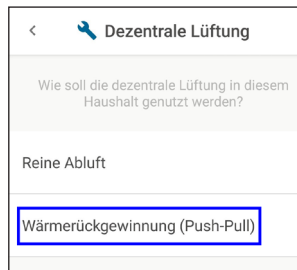 Dezentrale Lüftung
Wie soll die dezentrale Lüftung in diesem
Haushalt genutzt werden?
Reine Abluft
Wärmerückgewinnung (Push-Pull)